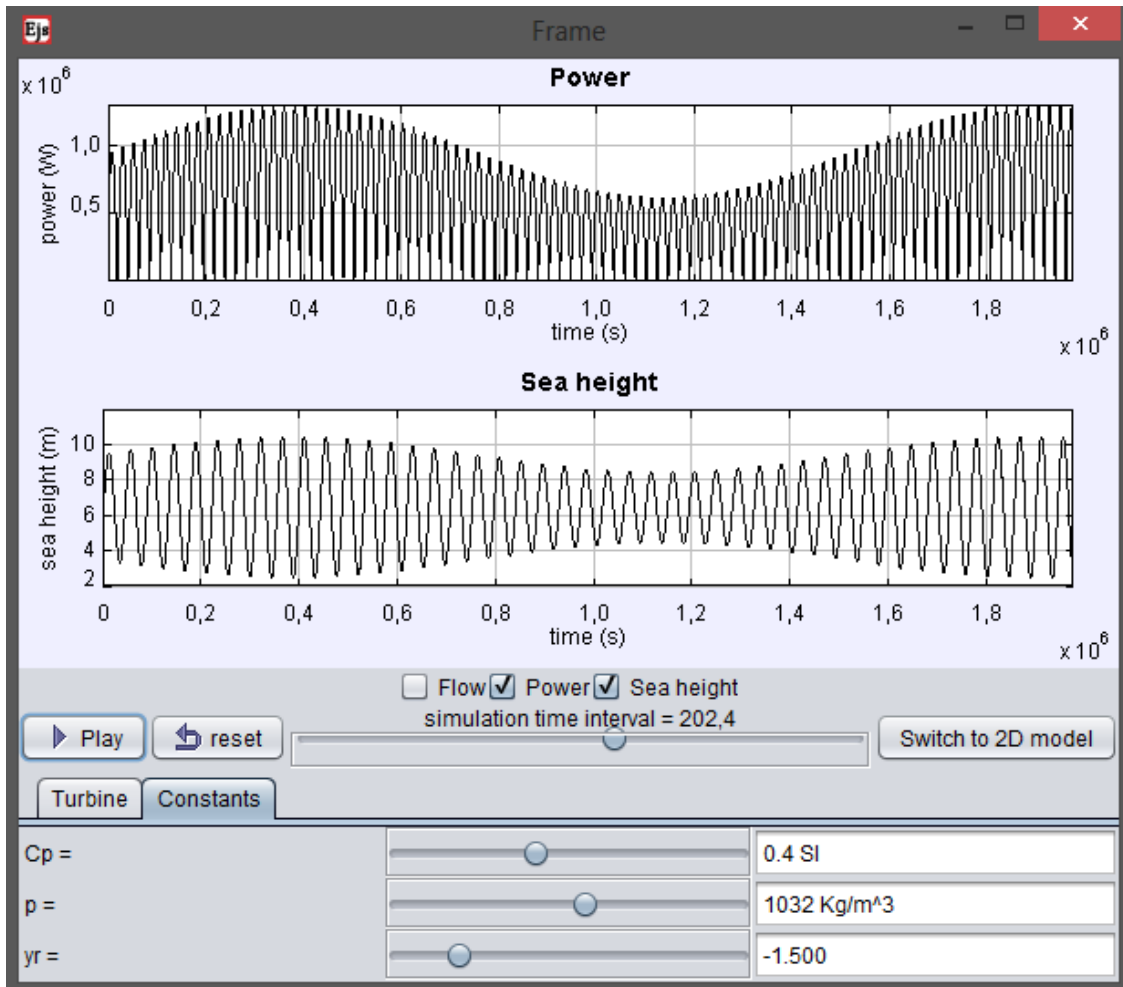 Ejs Frame
Power
x 10^6
power (W)
1,0
0,5
0 0,2 0,4 0,6 0,8 1,0 1,2 1,4 1,6 1,8
time (s)
x 10^6
Sea height
sea height (m)
10
8
6
4
2
0 0,2 0,4 0,6 0,8 1,0 1,2 1,4 1,6 1,8
time (s)
x 10^6
Flow Power Sea height
simulation time interval = 202,4
Play reset Switch to 2D model
Turbine Constants
Cp = 0.4 SI
p = 1032 Kg/m^3
yr = -1.500